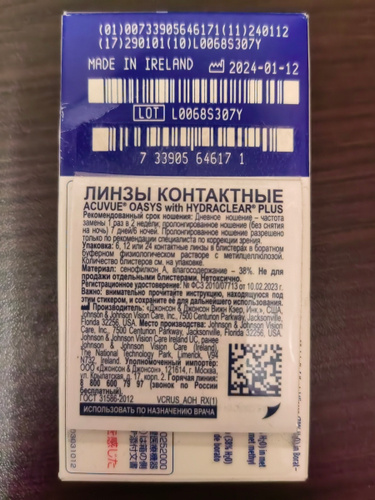 (01)00733905646171(11)240112
(17)290101(10)L0068S307Y
MADE IN IRELAND 2024-01-12
LOT L0068S307Y
7 33905 64617 1
ЛИНЗЫ КОНТАКТНЫЕ
ACUVUE® OASYS with HYDRACLEAR® PLUS
Рекомендованный срок ношения: Дневное ношение – частота
замены 1 раз в 2 недели; пролонгированное ношение (без снятия
на ночь) 7 дней/6 ночей. Пролонгированное ношение разрешено
только по рекомендации специалиста по коррекции зрения.
Упаковка: 6, 12 или 24 контактные линзы в блистерах в боратном
буферном физиологическом растворе с метилцеллюлозой.
Количество блистеров см. на упаковке.
Материал: сенофилкон А, влагосодержание – 38%. Не для
продажи отдельными блистерами. Нетоксично.
Регистрационное удостоверение: № ФСЗ 2010/07713 от 10.02.2023 г.
Важно: внимательно прочитайте инструкцию, находящуюся под
этим стикером, и сохраните её для дальнейшего использования.
Производитель: «Джонсон & Джонсон Вижн Кэа, Инк.», США,
Johnson & Johnson Vision Care, Inc., 7500 Centurion Parkway, Jacksonville,
Florida 32256, USA. Место производства: Johnson & Johnson Vision
Care, Inc., 7500 Centurion Parkway, Jacksonville, Florida 32256, USA,
Johnson & Johnson Vision Care Ireland UC, ранее
Johnson & Johnson Vision Care (Ireland),
The National Technology Park, Limerick, V94
N732, Ireland. Уполномоченный импортер:
ООО «Джонсон & Джонсон», 121614, г. Москва,
ул. Крылатская, д. 17, корп. 2. Горячая линия:
8 800 600 79 97 (звонок по России
бесплатный).
ГОСТ 31586-2012 VCRUS_AOH_RX(1)
ИСПОЛЬЗОВАТЬ ПО НАЗНАЧЕНИЮ ВРАЧА